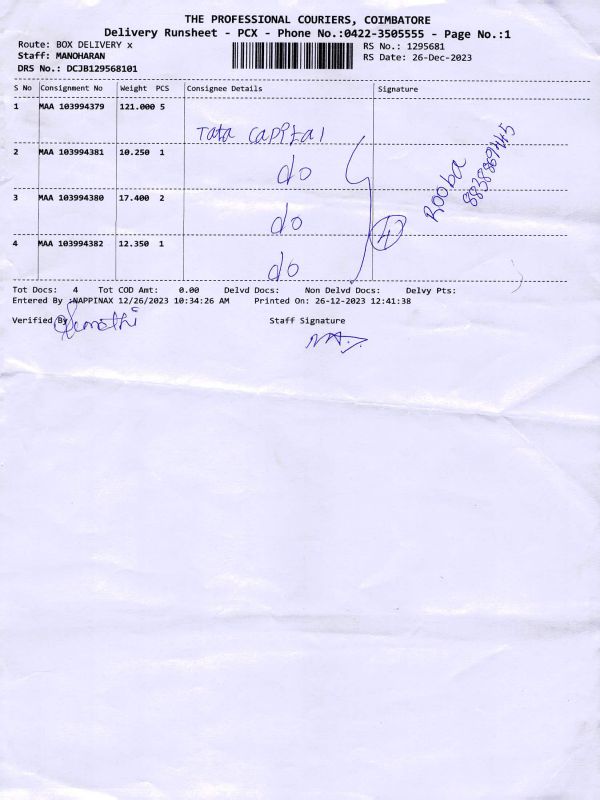 THE PROFESSIONAL COURIERS, COIMBATORE
Delivery Runsheet - PCX - Phone No.:0422-3505555 - Page No.:1
Route: BOX DELIVERY x
RS No.: 1295681
Staff: MANOHARAN
RS Date: 26-Dec-2023
DRS No.: DCJB129568101
S No Consignment No Weight PCS Consignee Details Signature
1 MAA 103994379 121.000 5
Tata Capital
2 MAA 103994381 10.250 1
do
Rooba
3 MAA 103994380 17.400 2
do
4
4 MAA 103994382 12.350 1
do
Tot Docs: 4 Tot COD Amt: 0.00 Delvd Docs: Non Delvd Docs: Delvy Pts:
Entered By :NAPPINAX 12/26/2023 10:34:26 AM Printed On: 26-12-2023 12:41:38
Verified By Staff Signature